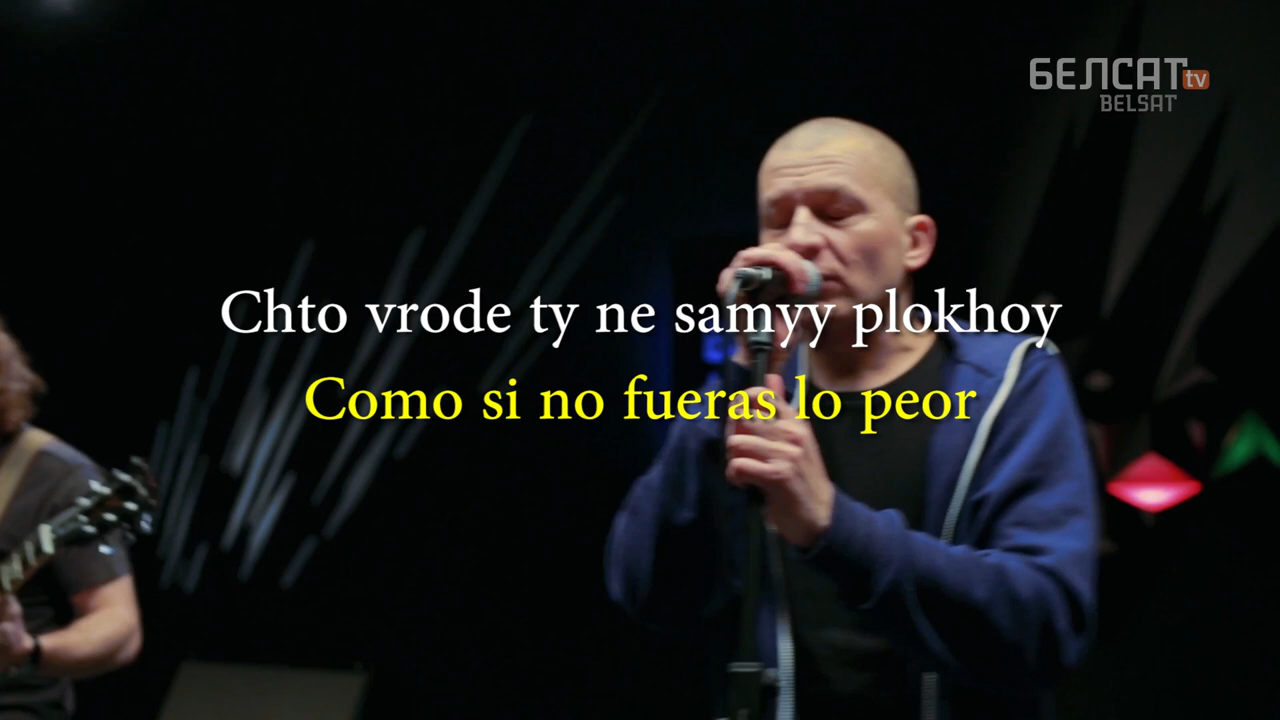 БЕЛСАТ tv
BELSAT
Chto vrode ty ne samyy plokhoy
Como si no fueras lo peor